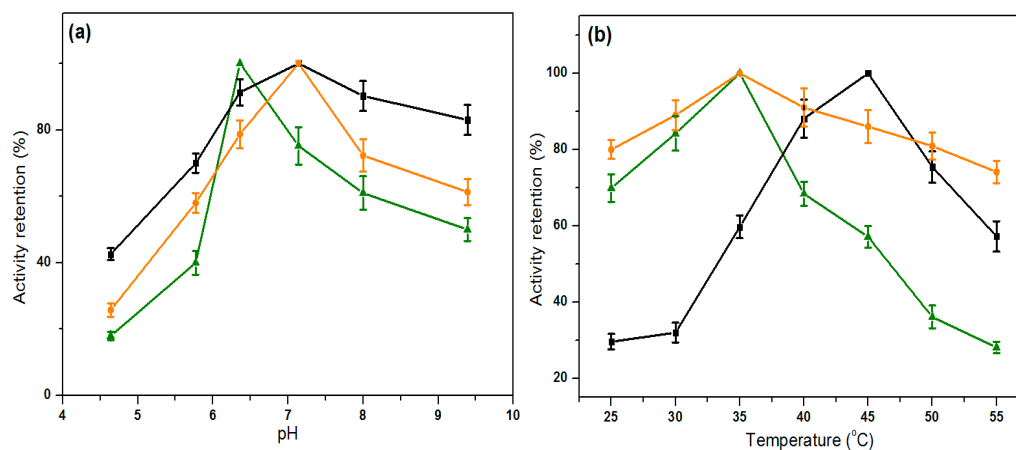 (a)
Activity retention (%)
80
40
0
4 5 6 7 8 9 10
pH
(b)
Activity retention (%)
100
80
60
40
20
25 30 35 40 45 50 55
Temperature (°C)